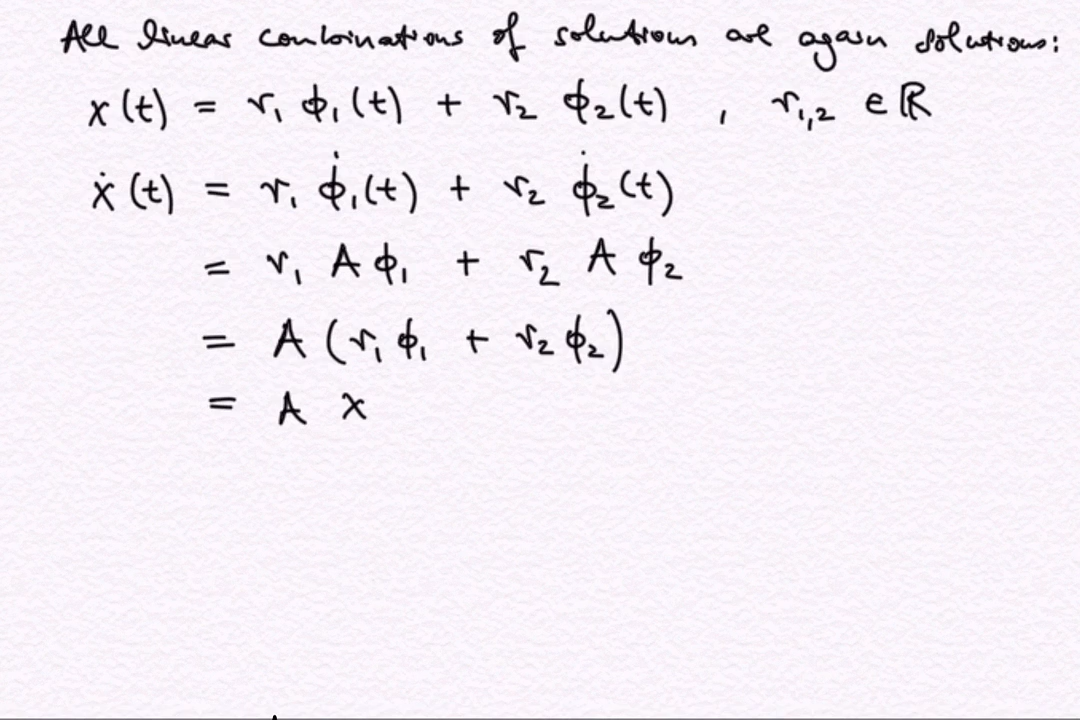 All linear combinations of solutions are again solutions:
x(t) = r₁ ϕ₁(t) + r₂ ϕ₂(t) , r₁,₂ ∈ ℝ
ẋ(t) = r₁ ϕ̇₁(t) + r₂ ϕ̇₂(t)
= r₁ A ϕ₁ + r₂ A ϕ₂
= A (r₁ ϕ₁ + r₂ ϕ₂)
= A x